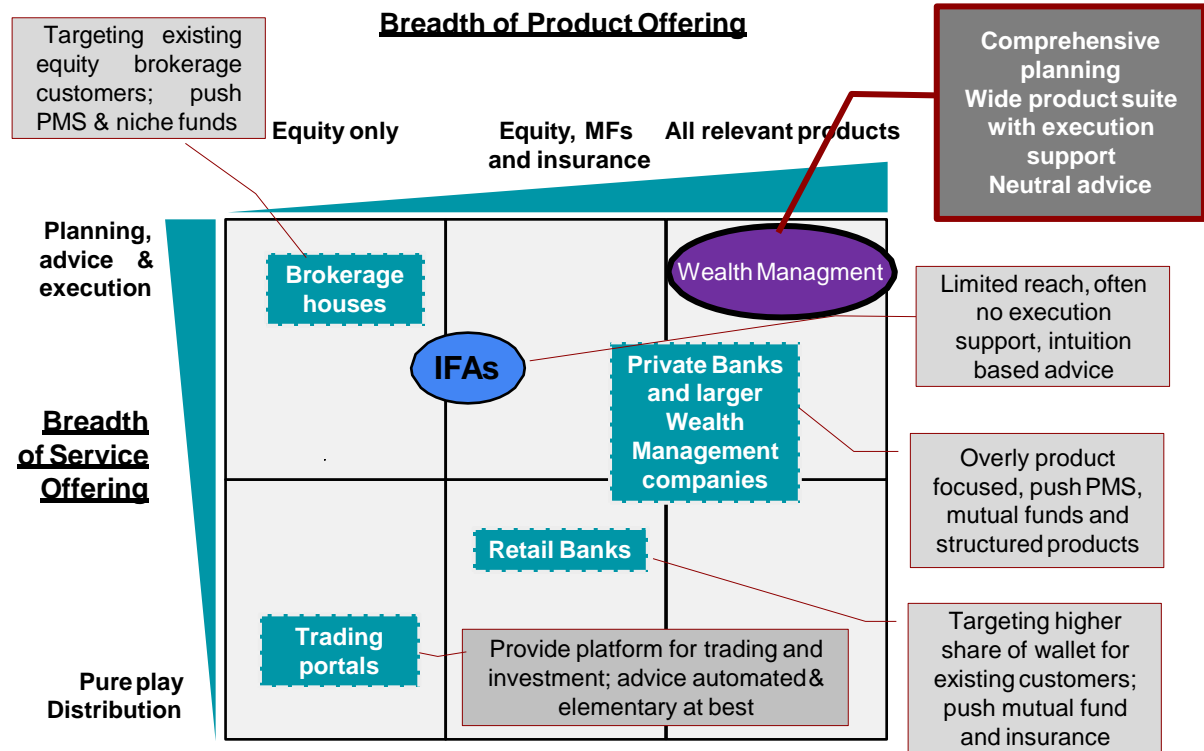 Breadth of Product Offering
Targeting existing
equity brokerage
customers; push
PMS & niche funds
Comprehensive
planning
Wide product suite
with execution
support
Neutral advice
Equity only
Equity, MFs
and insurance
All relevant products
Planning,
advice &
execution
Brokerage
houses
Wealth Managment
IFAs
Limited reach, often
no execution
support, intuition
based advice
Private Banks
and larger
Wealth
Management
companies
Breadth
of Service
Offering
.
Overly product
focused, push PMS,
mutual funds and
structured products
Retail Banks
Trading
portals
Provide platform for trading and
investment; advice automated &
elementary at best
Targeting higher
share of wallet for
existing customers;
push mutual fund
and insurance
Pure play
Distribution